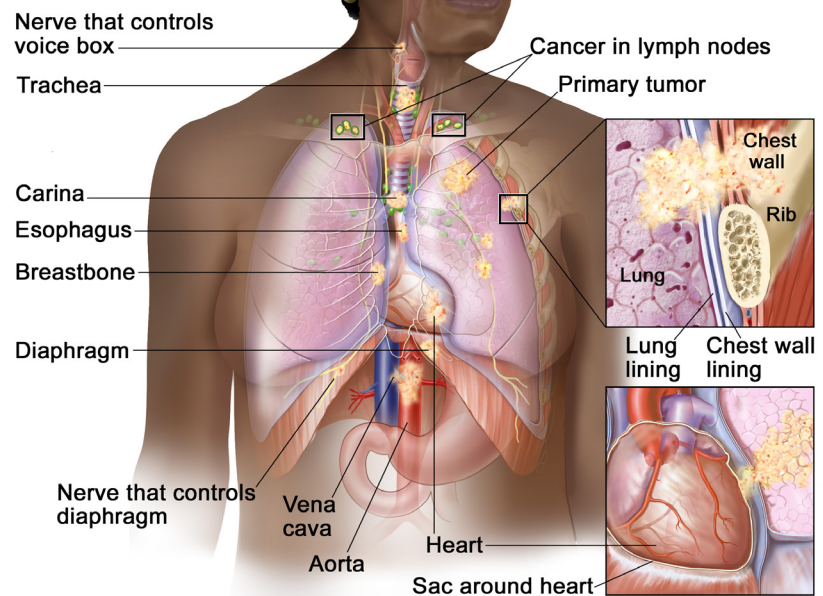 Nerve that controls
voice box
Trachea
Carina
Esophagus
Breastbone
Diaphragm
Nerve that controls
diaphragm
Vena
cava
Aorta
Heart
Sac around heart
Cancer in lymph nodes
Primary tumor
Chest
wall
Rib
Lung
Lung
lining
Chest wall
lining